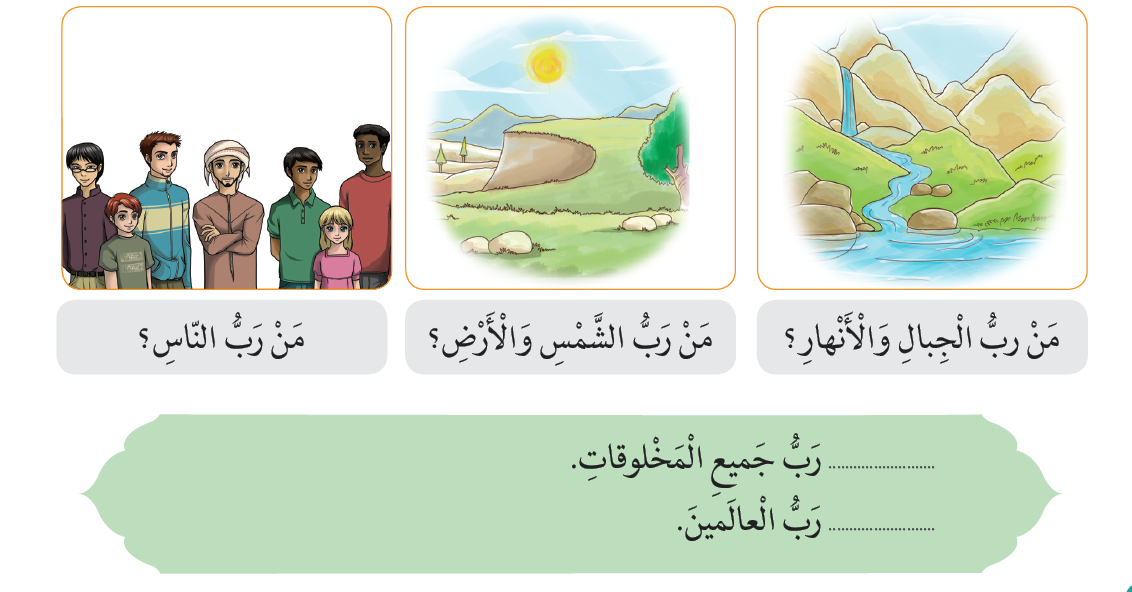 مَنْ ربُّ الْجِبالِ وَالْأَنْهارِ؟
مَنْ رَبُّ الشَّمْسِ وَالْأَرْضِ؟
مَنْ رَبُّ النّاسِ؟
........................ رَبُّ جَميعِ الْمَخْلوقاتِ.
........................ رَبُّ الْعالَمينَ.